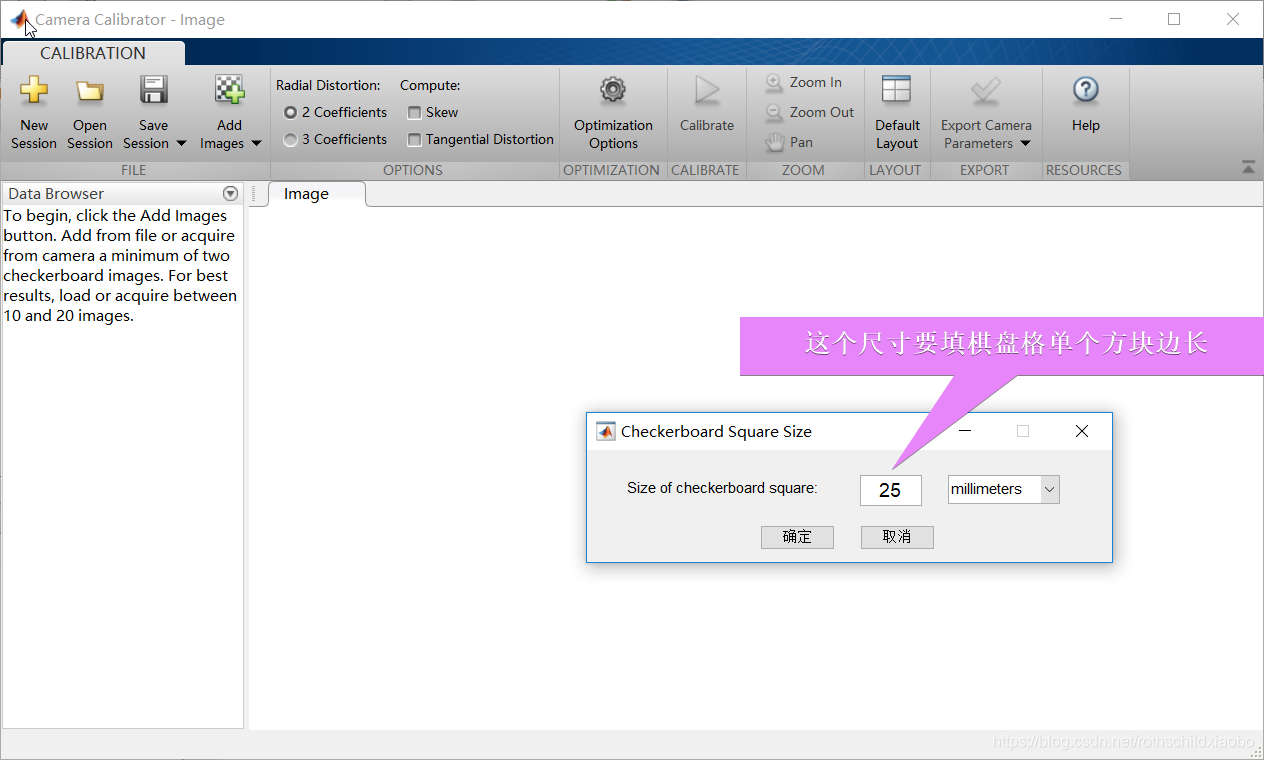 Camera Calibrator - Image
CALIBRATION
New Session
Open Session
Save Session
Add Images
Radial Distortion:
2 Coefficients
3 Coefficients
Compute:
Skew
Tangential Distortion
Optimization Options
Calibrate
Zoom In
Zoom Out
Pan
Default Layout
Export Camera Parameters
Help
FILE
OPTIONS
OPTIMIZATION
CALIBRATE
ZOOM
LAYOUT
EXPORT
RESOURCES
Data Browser
Image
To begin, click the Add Images
button. Add from file or acquire
from camera a minimum of two
checkerboard images. For best
results, load or acquire between
10 and 20 images.
这个尺寸要填棋盘格单个方块边长
Checkerboard Square Size
Size of checkerboard square:
25
millimeters
确定
取消
https://blog.csdn.net/rothschildxiaobo